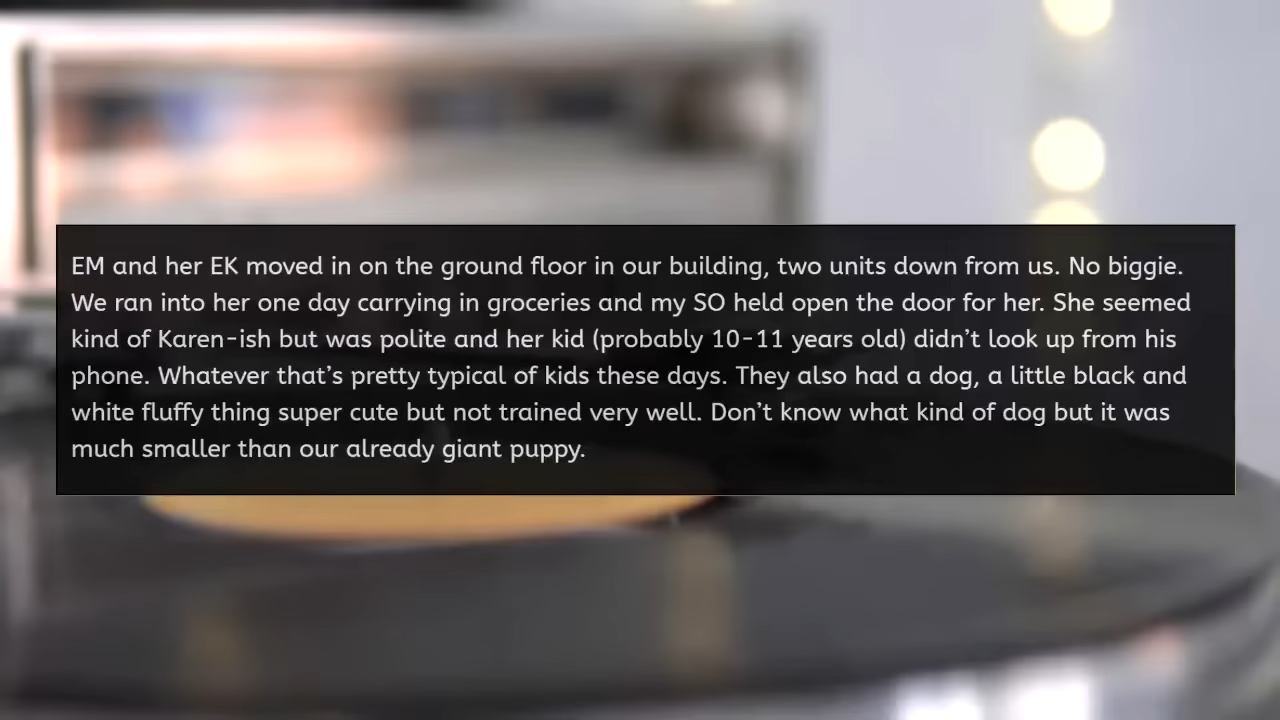 EM and her EK moved in on the ground floor in our building, two units down from us. No biggie.
We ran into her one day carrying in groceries and my SO held open the door for her. She seemed
kind of Karen-ish but was polite and her kid (probably 10-11 years old) didn’t look up from his
phone. Whatever that’s pretty typical of kids these days. They also had a dog, a little black and
white fluffy thing super cute but not trained very well. Don’t know what kind of dog but it was
much smaller than our already giant puppy.